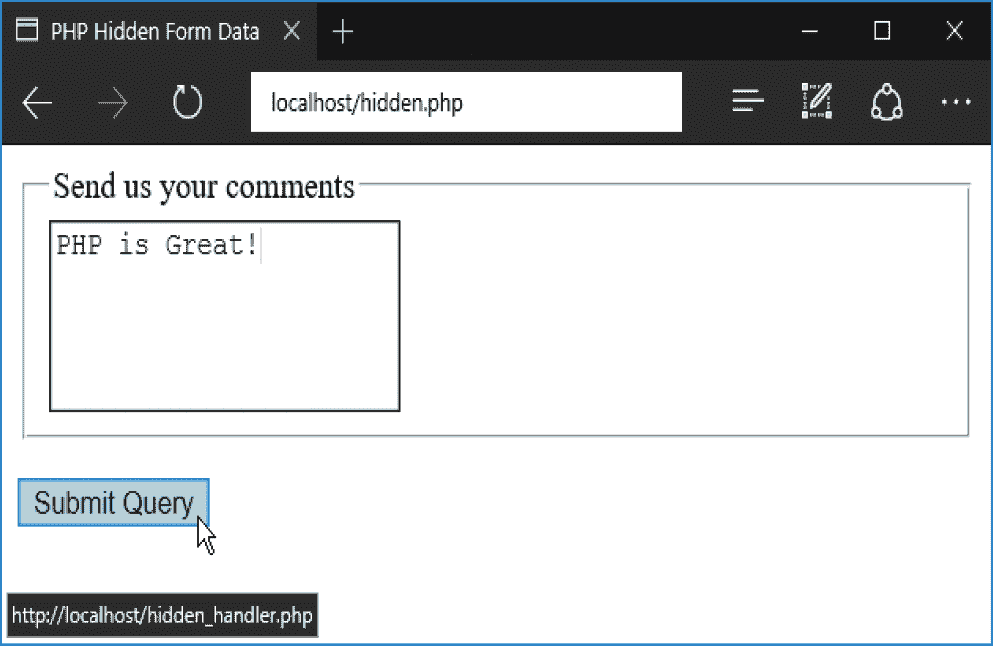 PHP Hidden Form Data
localhost/hidden.php
Send us your comments
PHP is Great!
Submit Query
http://localhost/hidden_handler.php